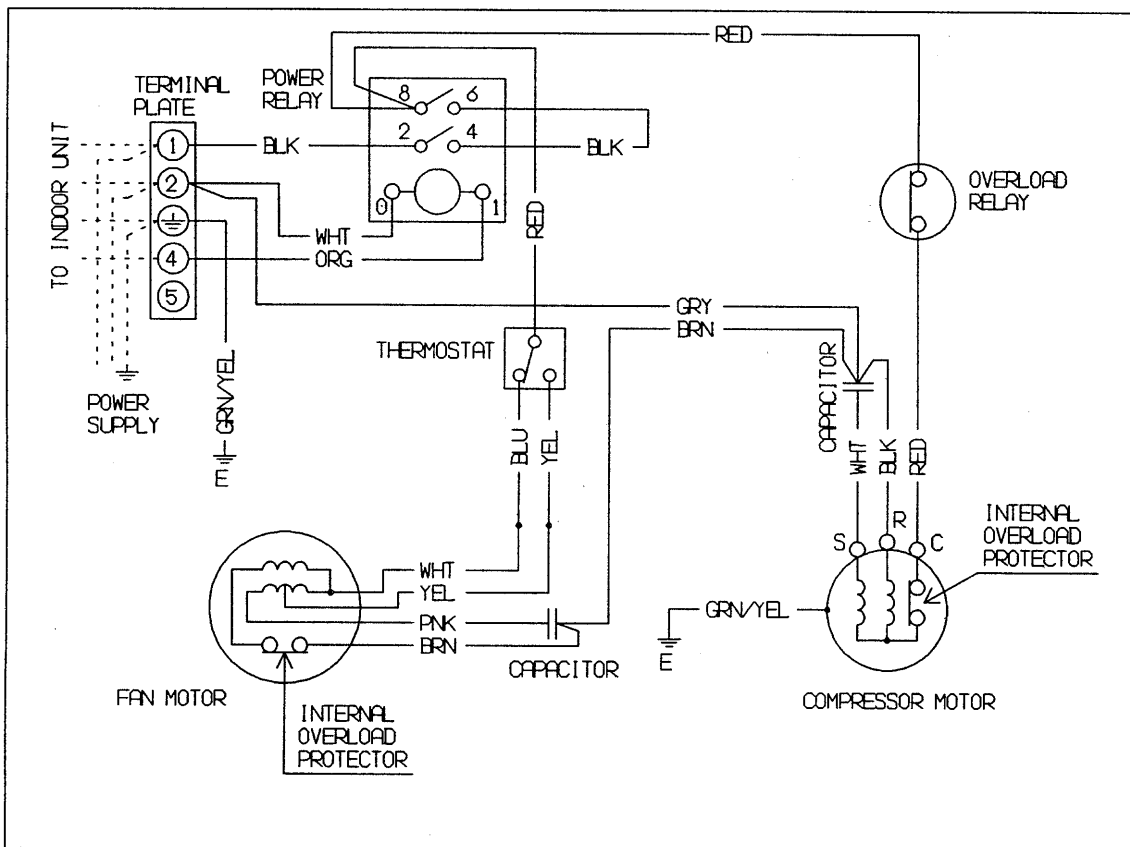 RED
TERMINAL
PLATE
POWER
RELAY
8
6
TO INDOOR UNIT
1
BLK
2
4
BLK
2
OVERLOAD
RELAY
0
1
RED
WHT
4
ORG
5
GRY
BRN
THERMOSTAT
CAPACITOR
GRN/YEL
POWER
SUPPLY
E
BLU
YEL
WHT
BLK
RED
INTERNAL
OVERLOAD
PROTECTOR
S
R
C
WHT
YEL
PNK
BRN
GRN/YEL
E
CAPACITOR
FAN MOTOR
COMPRESSOR MOTOR
INTERNAL
OVERLOAD
PROTECTOR